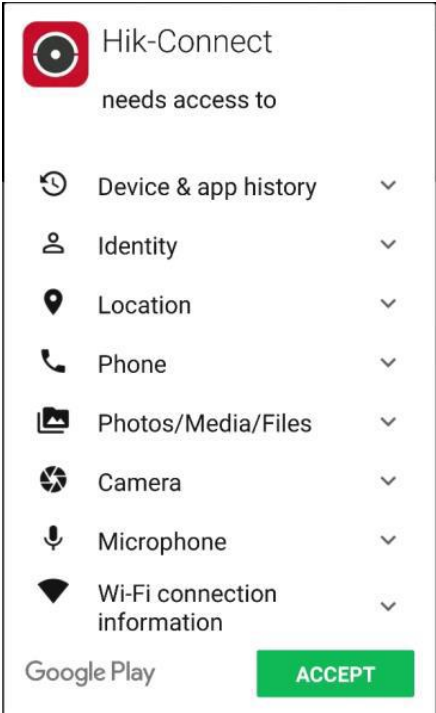 Hik-Connect
needs access to
Device & app history
Identity
Location
Phone
Photos/Media/Files
Camera
Microphone
Wi-Fi connection
information
Google Play
ACCEPT